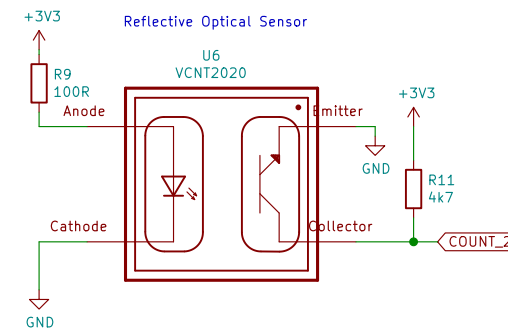 +3V3
Reflective Optical Sensor
R9
100R
U6
VCNT2020
Anode
Emitter
+3V3
GND
R11
4k7
Cathode
Collector
COUNT_2
GND